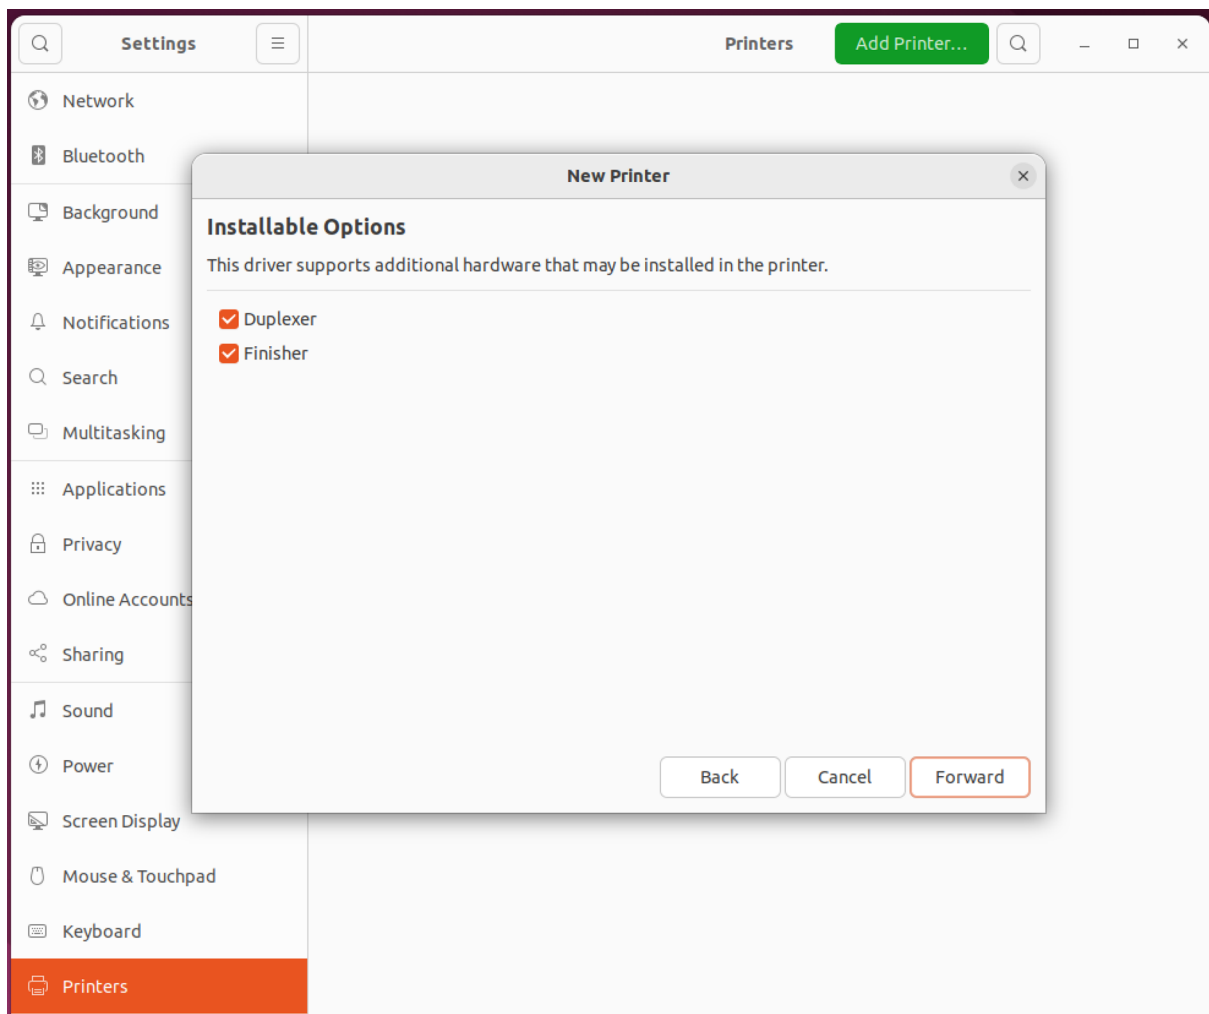 Settings
Printers
Add Printer...
Network
Bluetooth
Background
Appearance
Notifications
Search
Multitasking
Applications
Privacy
Online Accounts
Sharing
Sound
Power
Screen Display
Mouse & Touchpad
Keyboard
Printers
New Printer
Installable Options
This driver supports additional hardware that may be installed in the printer.
Duplexer
Finisher
Back
Cancel
Forward